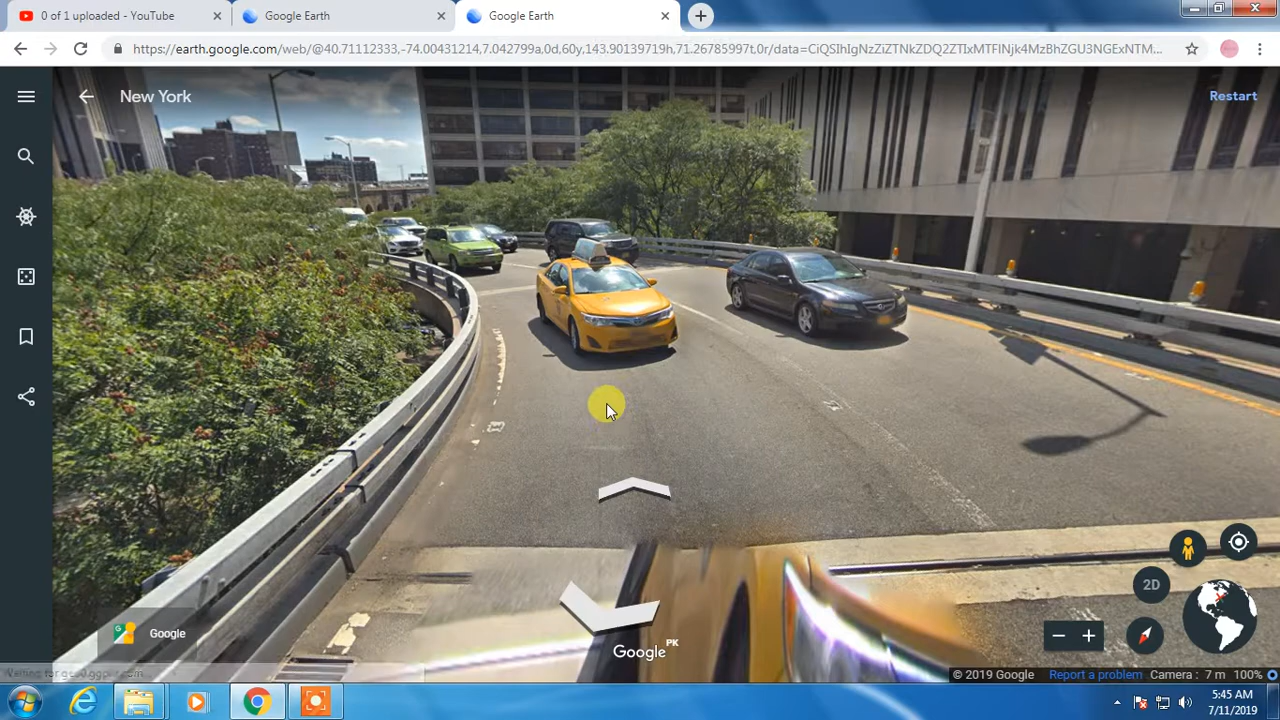 0 of 1 uploaded - YouTube
Google Earth
Google Earth
https://earth.google.com/web/@40.71112333,-74.00431214,7.042799a,0d,60y,143.90139719h,71.26785997t,0r/data=CiQSIhIgNzZiZTNkZDQ2ZTIxMTFlNjk4MzBhZGU3NGExNTM...
New York
Restart
2D
Google
Google PK
© 2019 Google
Report a problem
Camera : 7 m 100%
5:45 AM
7/11/2019